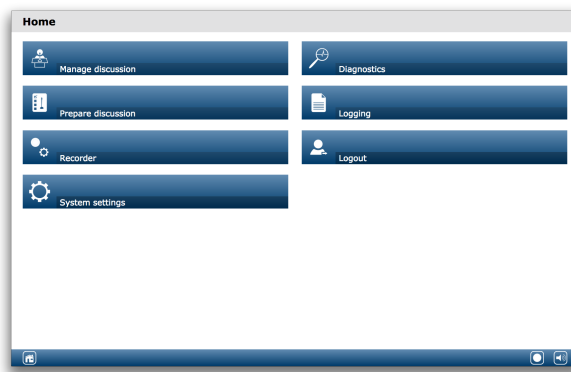 Home
Manage discussion
Diagnostics
Prepare discussion
Logging
Recorder
Logout
System settings